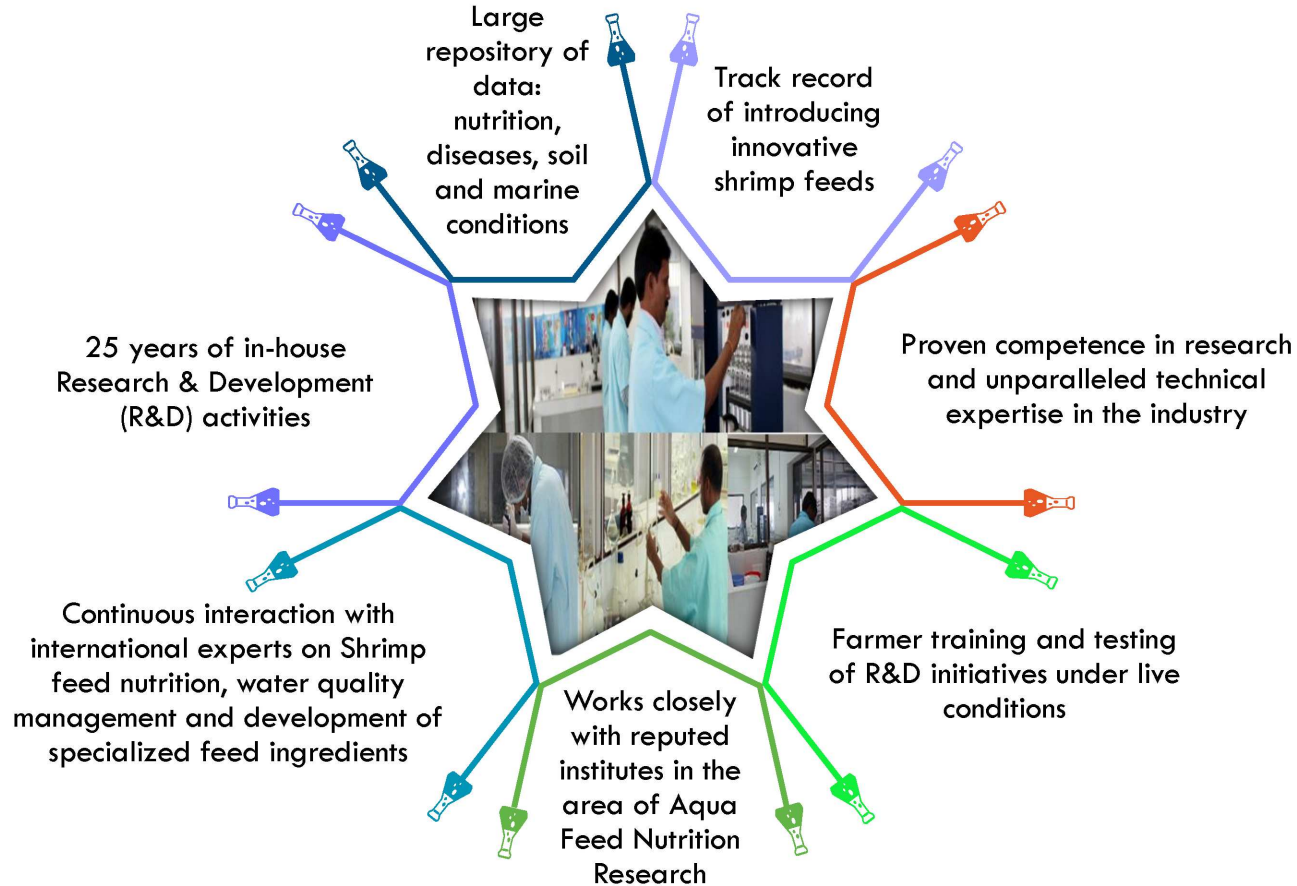 Large
repository of
data:
nutrition,
diseases, soil
and marine
conditions
Track record
of introducing
innovative
shrimp feeds
25 years of in-house
Research & Development
(R&D) activities
Proven competence in research
and unparalleled technical
expertise in the industry
Continuous interaction with
international experts on Shrimp
feed nutrition, water quality
management and development of
specialized feed ingredients
Farmer training and testing
of R&D initiatives under live
conditions
Works closely
with reputed
institutes in the
area of Aqua
Feed Nutrition
Research